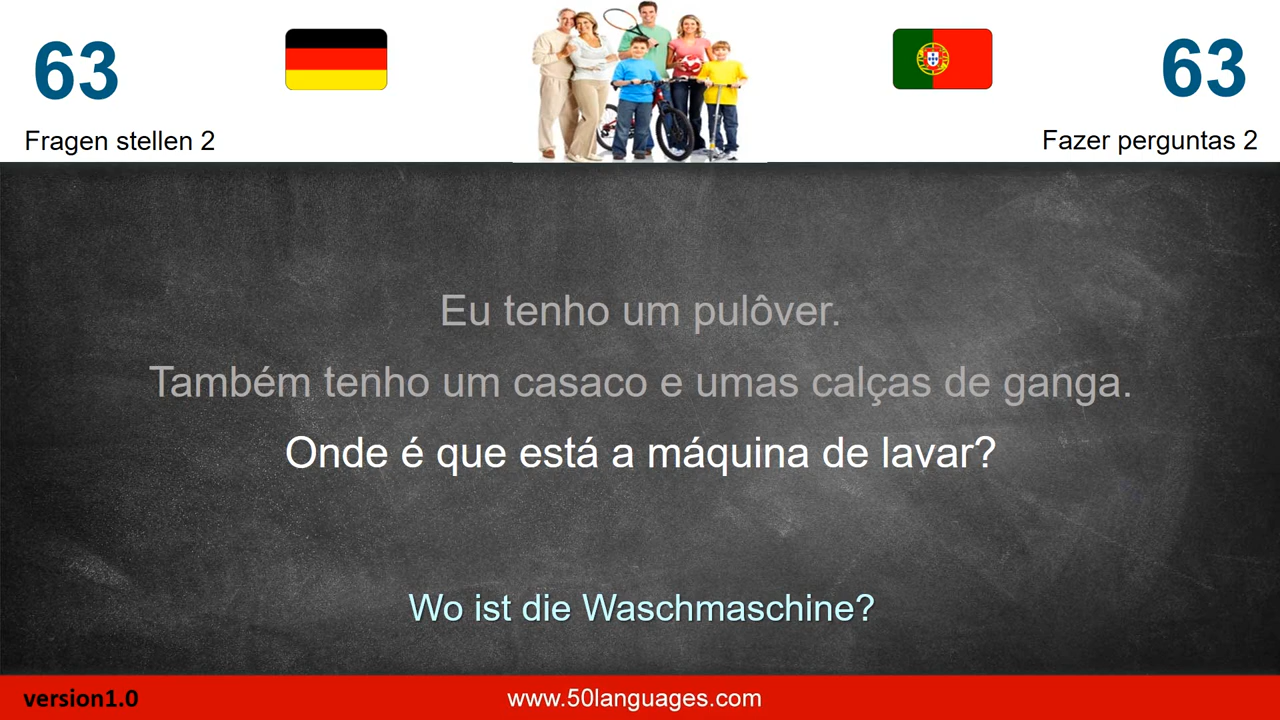 63
63
Fragen stellen 2
Fazer perguntas 2
Eu tenho um pulôver.
Também tenho um casaco e umas calças de ganga.
Onde é que está a máquina de lavar?
Wo ist die Waschmaschine?
version1.0
www.50languages.com